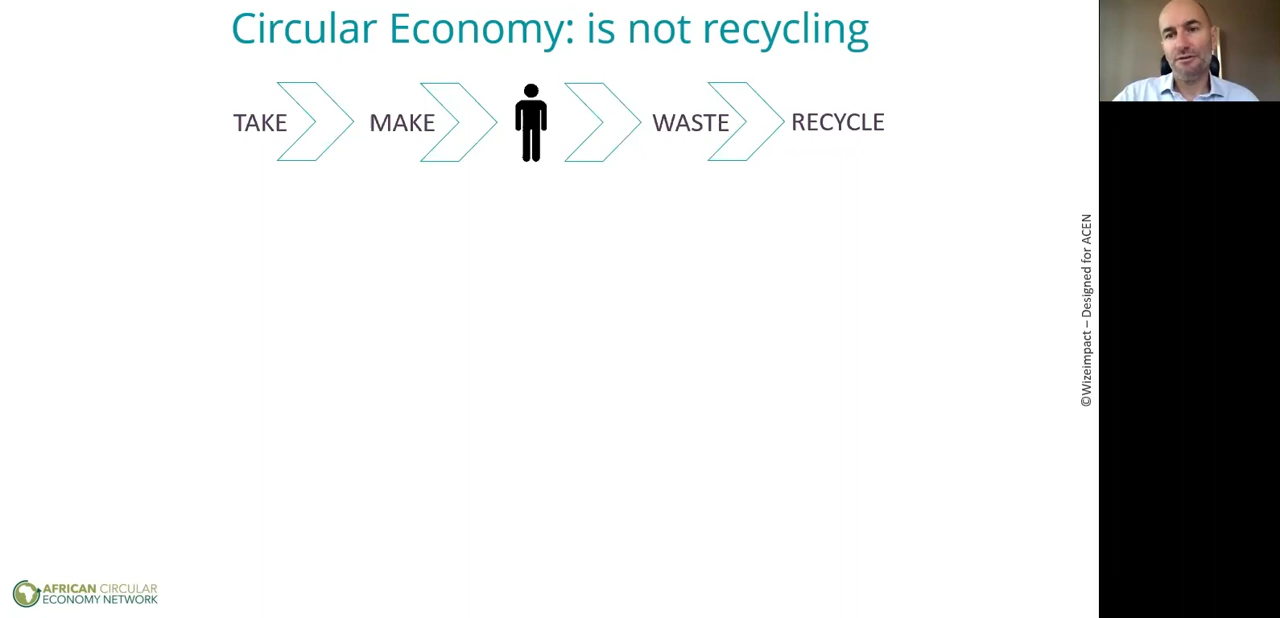 Circular Economy: is not recycling
TAKE MAKE WASTE RECYCLE
©Wizeimpact – Designed for ACEN
AFRICAN CIRCULAR
ECONOMY NETWORK